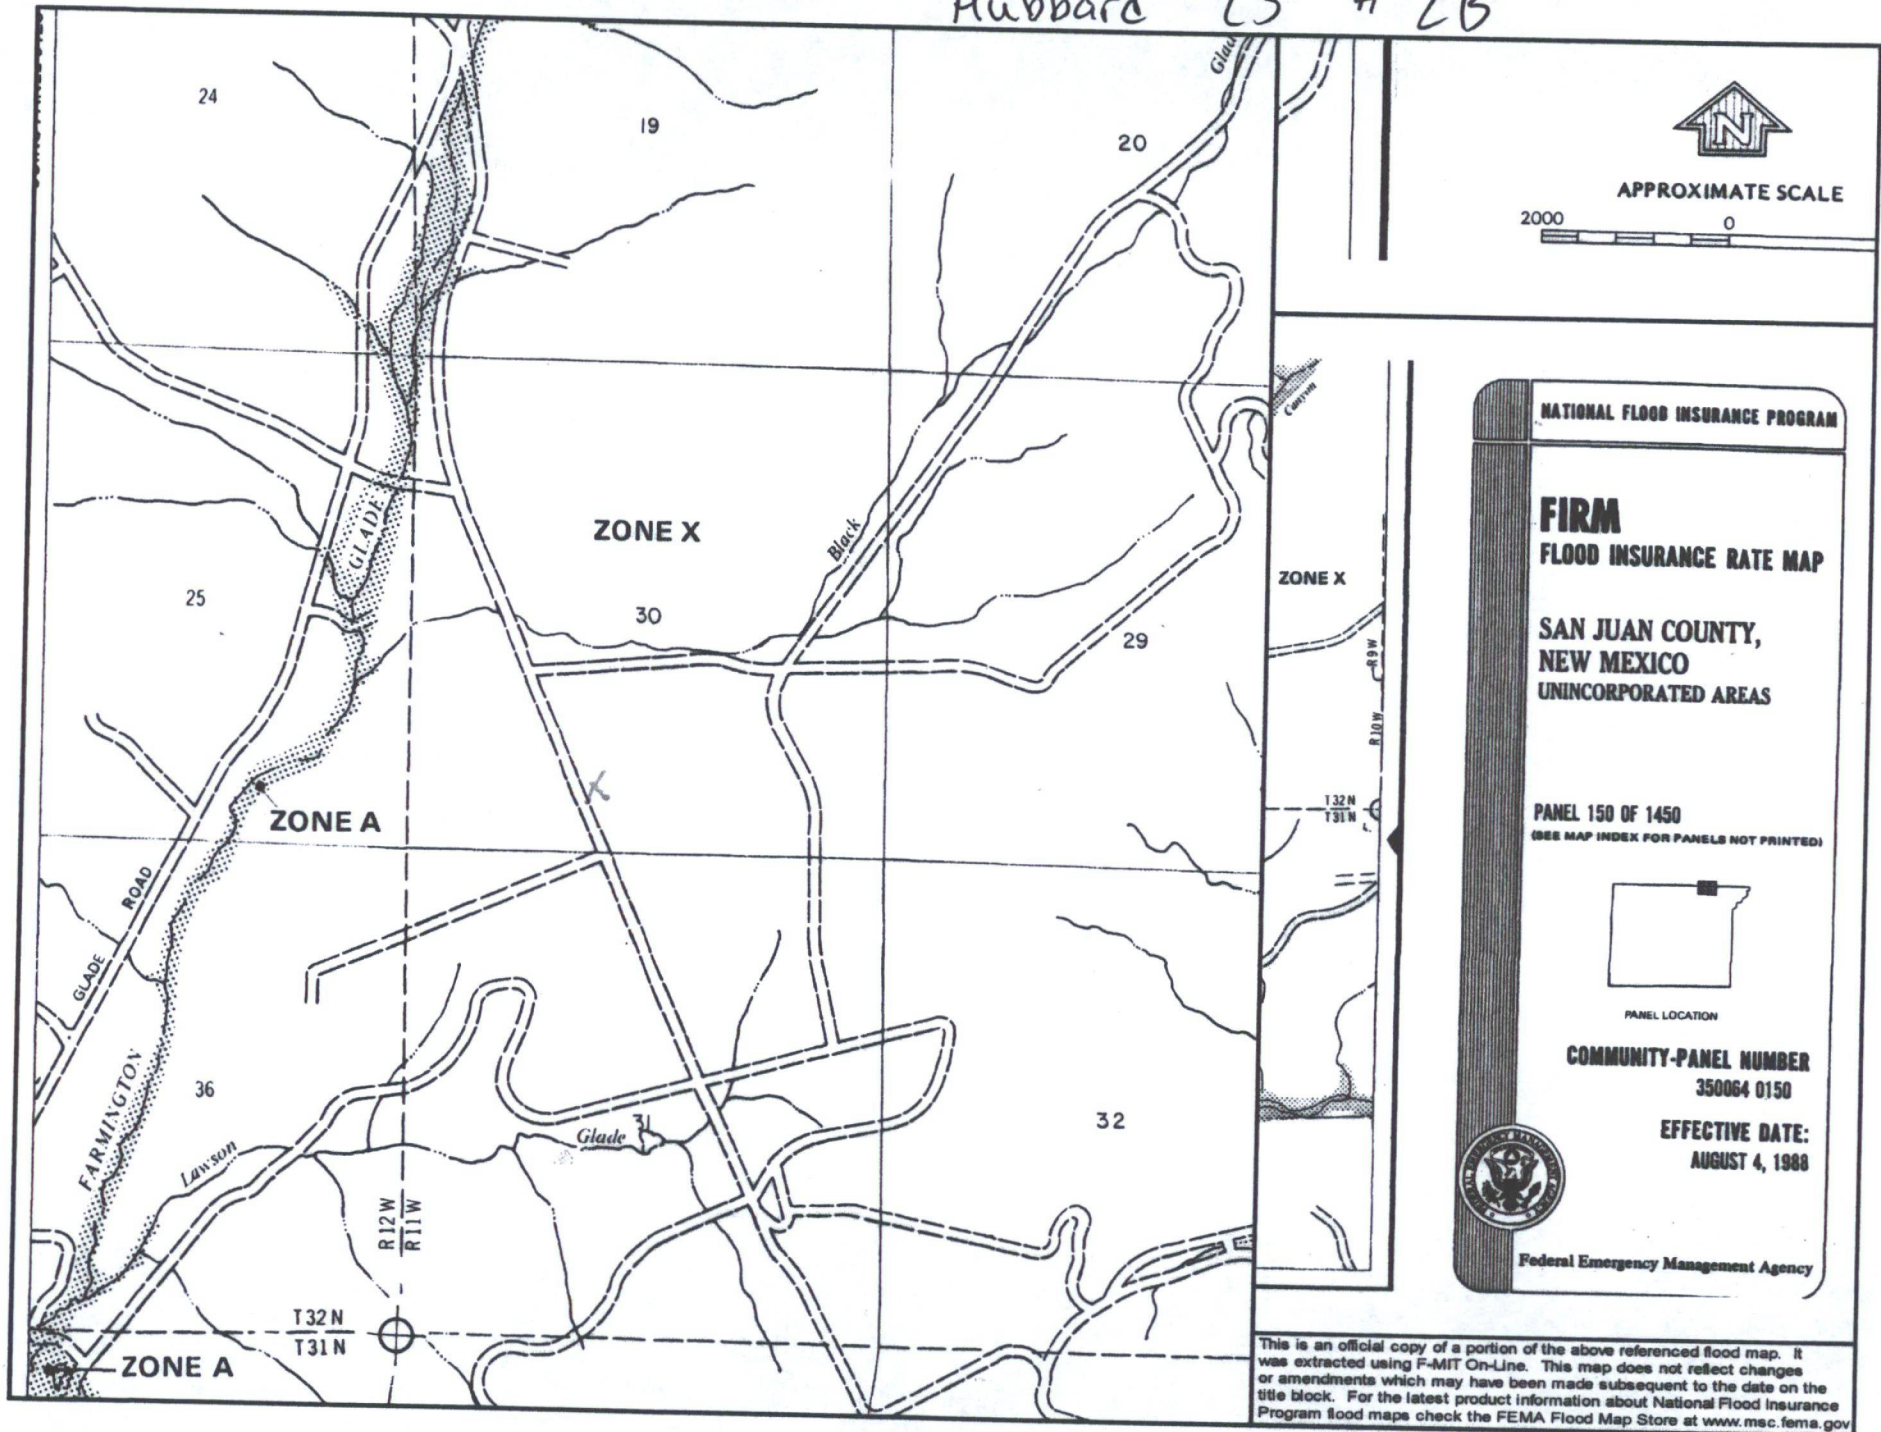 Hubbard LS # 2B
24
19
20
Glade
N
APPROXIMATE SCALE
2000 0
Canyon
NATIONAL FLOOD INSURANCE PROGRAM
FIRM
FLOOD INSURANCE RATE MAP
SAN JUAN COUNTY,
NEW MEXICO
UNINCORPORATED AREAS
PANEL 150 OF 1450
(SEE MAP INDEX FOR PANELS NOT PRINTED)
PANEL LOCATION
COMMUNITY-PANEL NUMBER
350064 0150
EFFECTIVE DATE:
AUGUST 4, 1988
Federal Emergency Management Agency
ZONE X
GLADE
Black
ZONE X
25
30
29
R9W
R10W
T32N
T31N
ZONE A
GLADE ROAD
FARMINGTON
36
Lawson
Glade
31
32
R12W
R11W
T32N
T31N
ZONE A
This is an official copy of a portion of the above referenced flood map. It
was extracted using F-MIT On-Line. This map does not reflect changes
or amendments which may have been made subsequent to the date on the
title block. For the latest product information about National Flood Insurance
Program flood maps check the FEMA Flood Map Store at www.msc.fema.gov